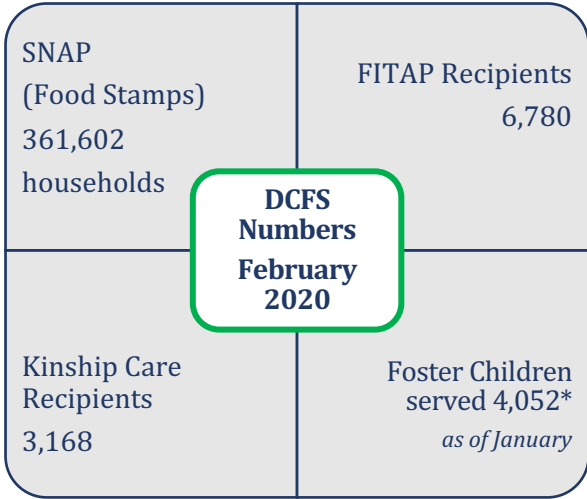 SNAP
(Food Stamps)
361,602
households
FITAP Recipients
6,780
DCFS
Numbers
February
2020
Kinship Care
Recipients
3,168
Foster Children
served 4,052*
as of January